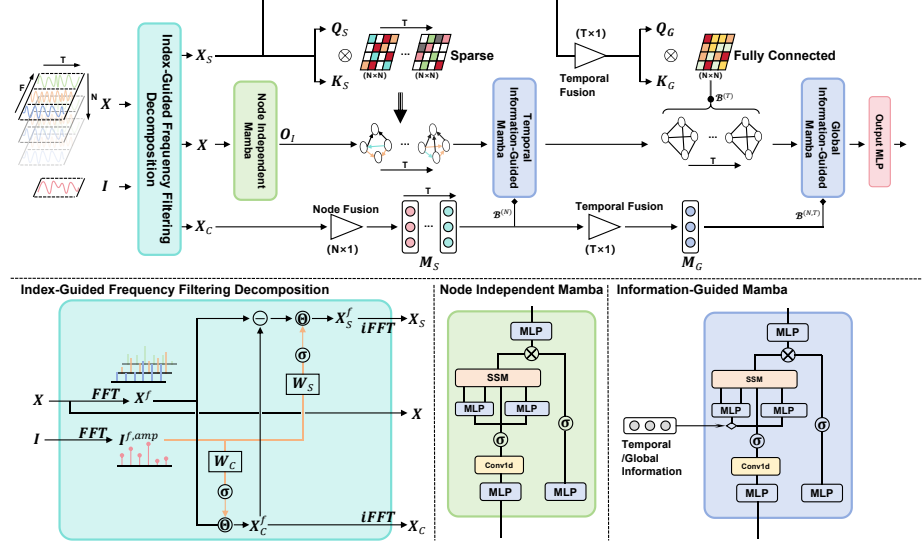 T
F
N
X
I
Index-Guided Frequency Filtering
Decomposition
X_S
X
X_C
Node Independent
Mamba
O_I
Q_S
⊗
K_S
T
...
(N×N)
(N×N)
Sparse
...
T
Temporal
Information-Guided
Mamba
ℬ^(N)
Node Fusion
(N×1)
T
...
M_S
(T×1)
Temporal
Fusion
Q_G
⊗
K_G
(N×N)
Fully Connected
ℬ^(T)
...
T
Temporal Fusion
(T×1)
M_G
Global
Information-Guided
Mamba
ℬ^(N,T)
Output MLP
Index-Guided Frequency Filtering Decomposition
X
FFT
X^f
I
FFT
I^{f,amp}
W_C
σ
Θ
X_C^f
iFFT
X_C
−
Θ
σ
W_S
X_S^f
iFFT
X_S
X
Node Independent Mamba
MLP
⊗
SSM
MLP
MLP
σ
σ
Conv1d
MLP
MLP
Information-Guided Mamba
MLP
⊗
SSM
MLP
MLP
σ
σ
Temporal
/Global
Information
Conv1d
MLP
MLP